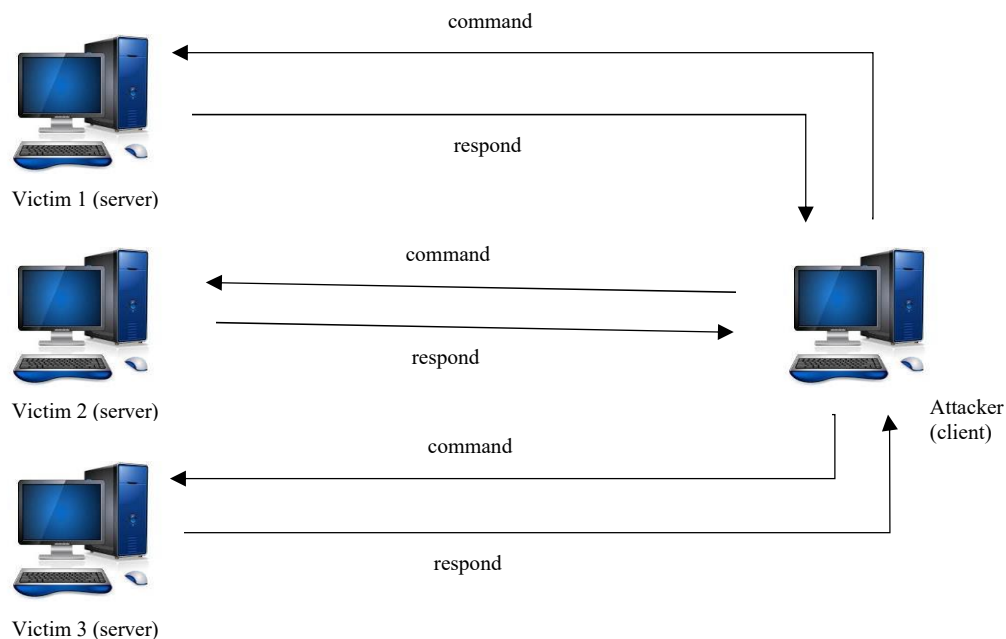 command
respond
Victim 1 (server)
command
respond
Victim 2 (server)
Attacker
(client)
command
respond
Victim 3 (server)